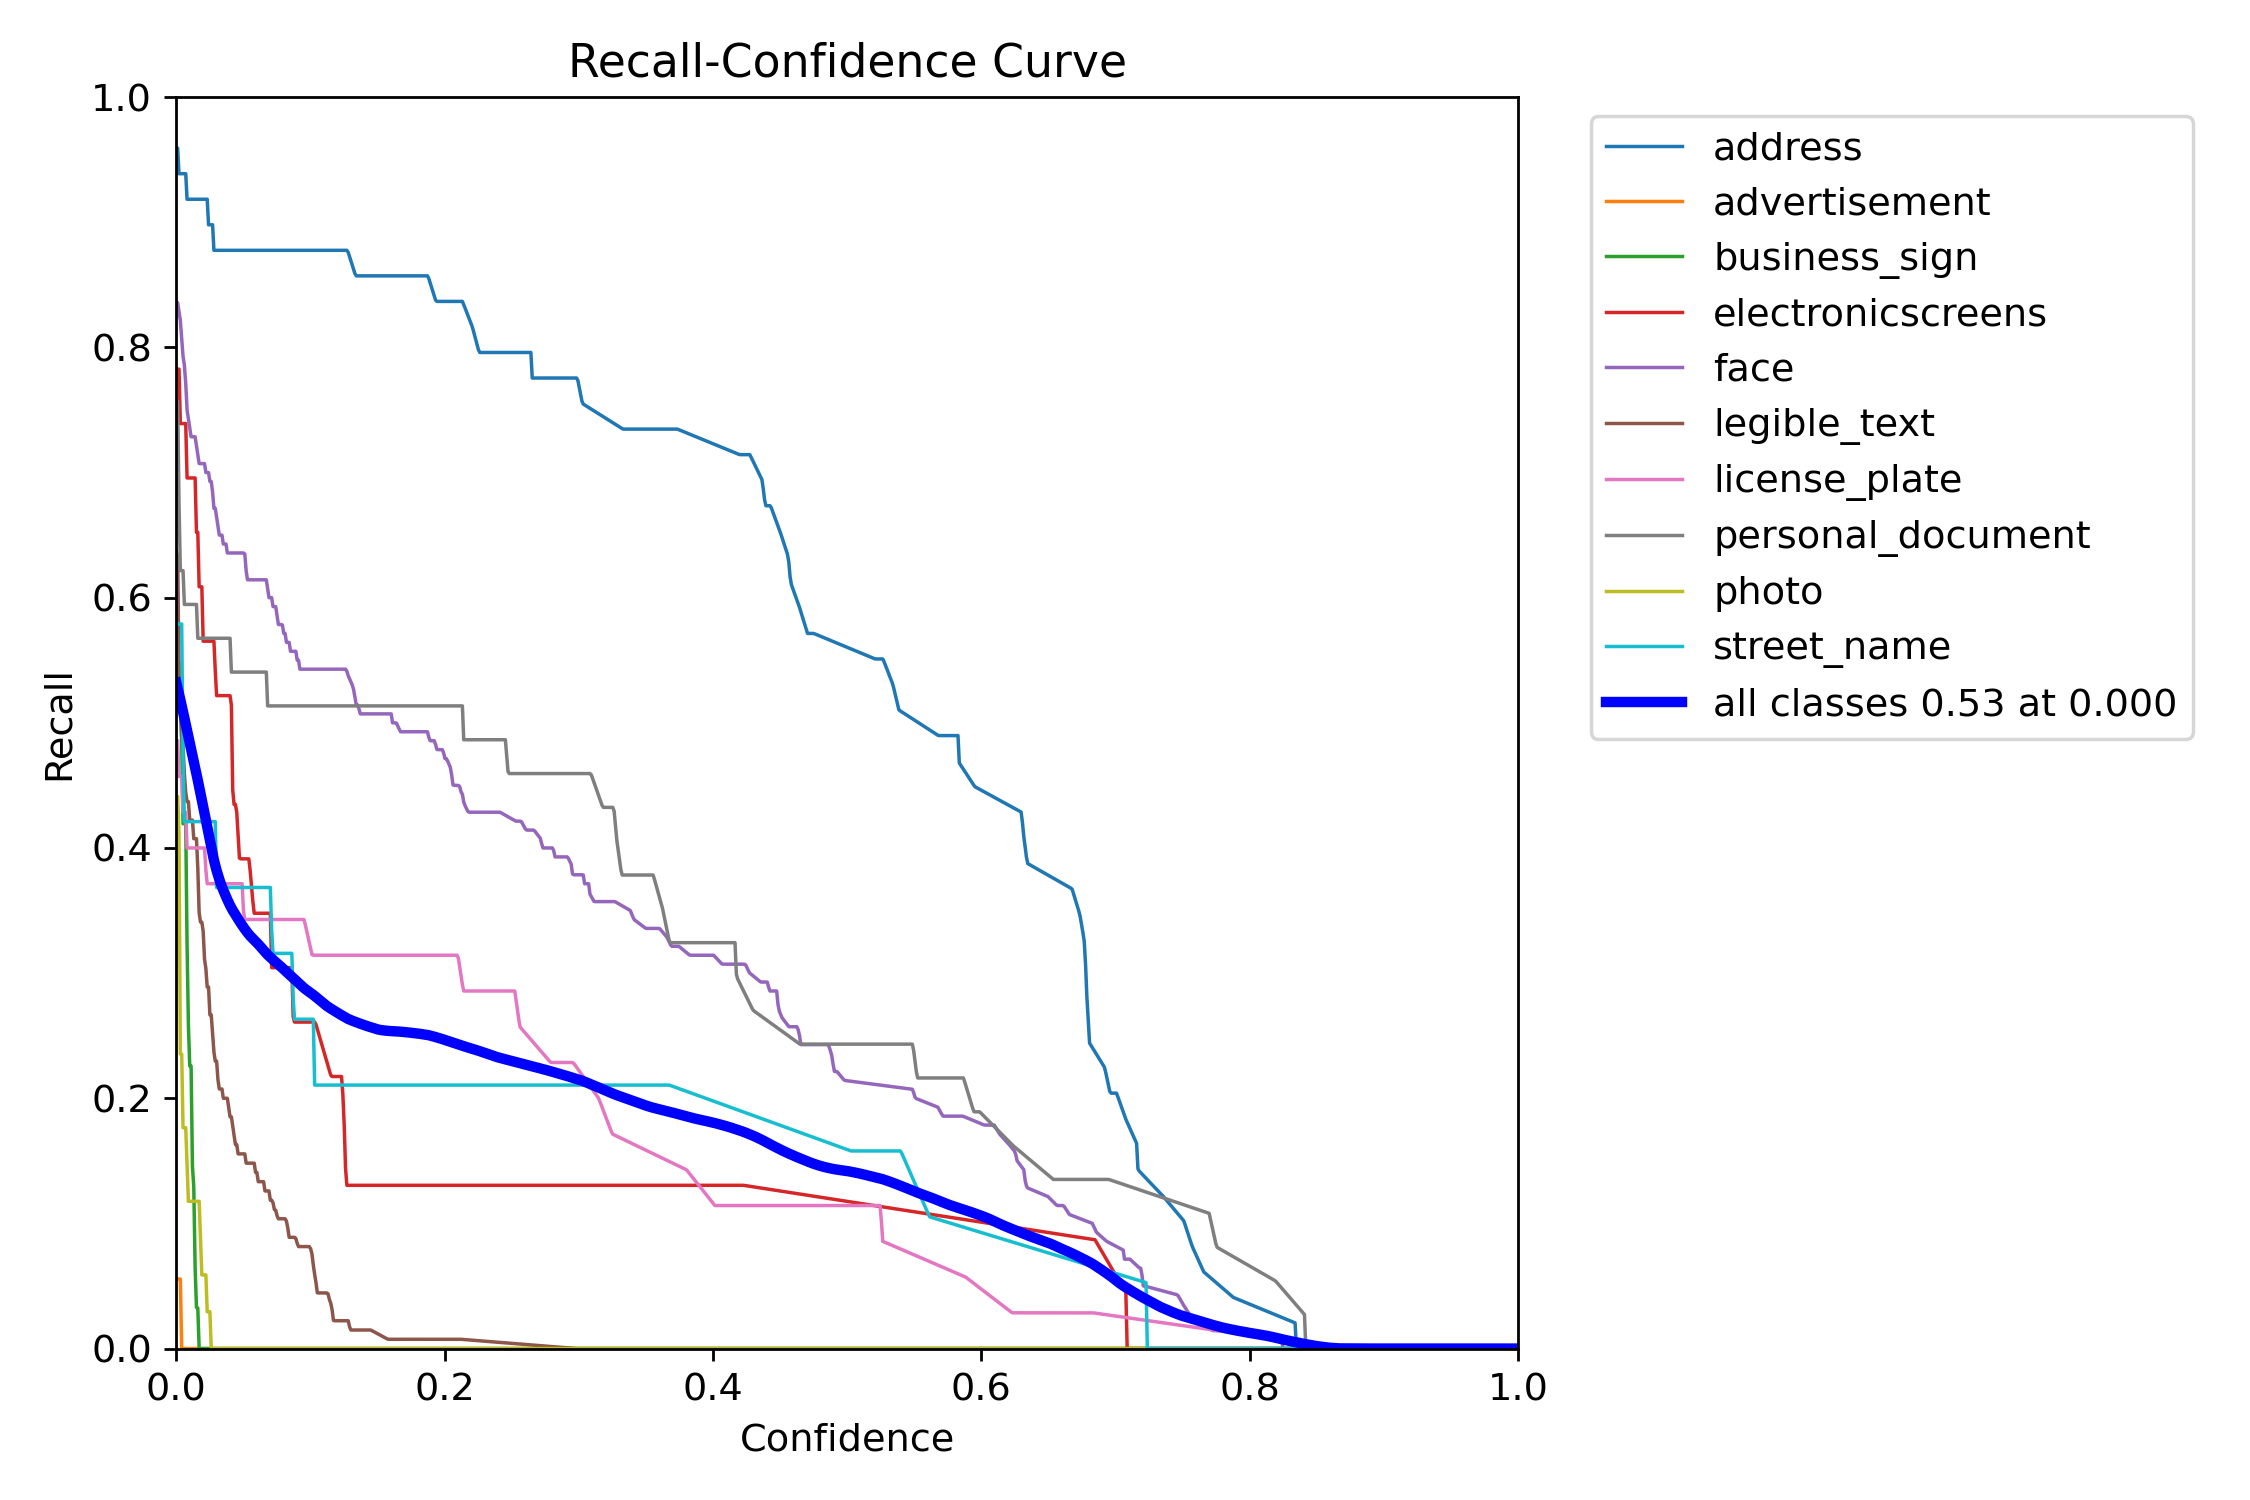 Recall-Confidence Curve
1.0
0.8
0.6
0.4
0.2
0.0
Recall
0.0 0.2 0.4 0.6 0.8 1.0
Confidence
address
advertisement
business_sign
electronicscreens
face
legible_text
license_plate
personal_document
photo
street_name
all classes 0.53 at 0.000